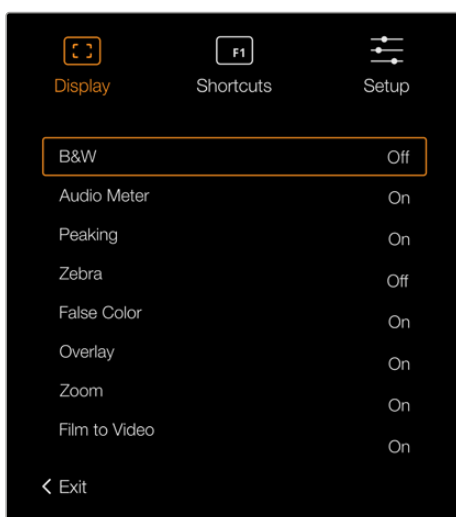 F1
Display Shortcuts Setup
B&W Off
Audio Meter On
Peaking On
Zebra Off
False Color On
Overlay On
Zoom On
Film to Video On
Exit